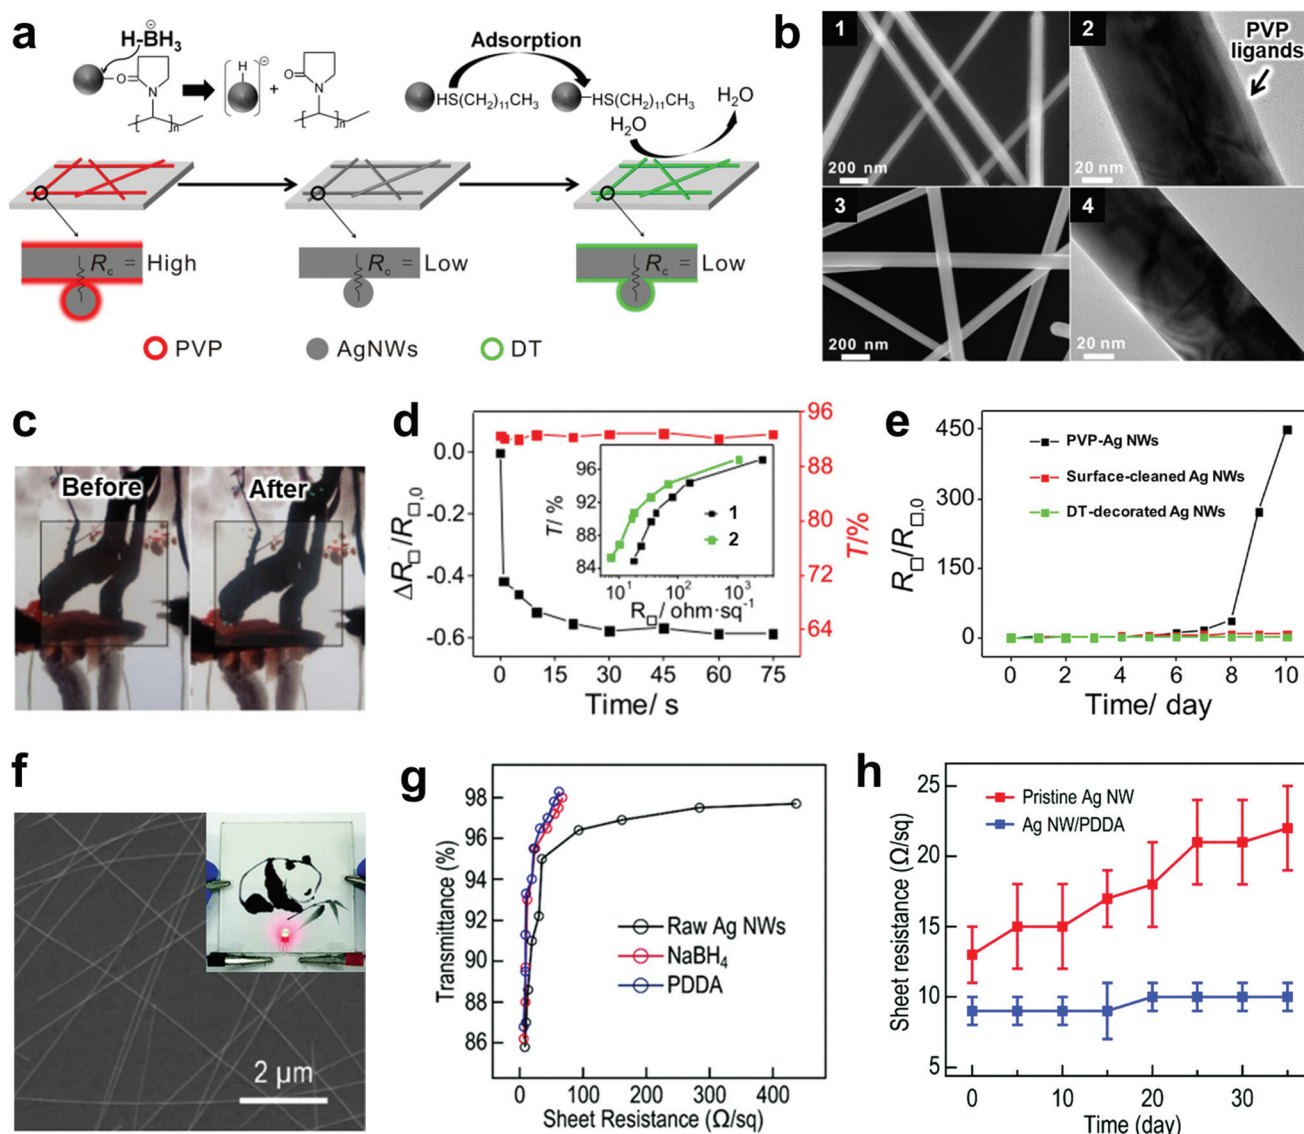 a
H-BH3
⊖
O
O
N
n
H
⊖
+
O
N
n
Adsorption
HS(CH2)11CH3
HS(CH2)11CH3
H2O
H2O
Rc = High
Rc = Low
Rc = Low
PVP
AgNWs
DT
b
1
200 nm
2
PVP
ligands
20 nm
3
200 nm
4
20 nm
c
Before
After
d
0.0
-0.2
-0.4
-0.6
ΔR□/R□,0
96
88
80
72
64
T/%
0
15
30
45
60
75
Time/ s
96
92
88
84
T/ %
1
2
10^1
10^2
10^3
R□/ ohm·sq-1
e
450
300
150
0
R□/R□,0
PVP-Ag NWs
Surface-cleaned Ag NWs
DT-decorated Ag NWs
0
2
4
6
8
10
Time/ day
f
2 μm
g
98
96
94
92
90
88
86
Transmittance (%)
Raw Ag NWs
NaBH4
PDDA
0
100
200
300
400
Sheet Resistance (Ω/sq)
h
25
20
15
10
5
Sheet resistance (Ω/sq)
Pristine Ag NW
Ag NW/PDDA
0
10
20
30
Time (day)